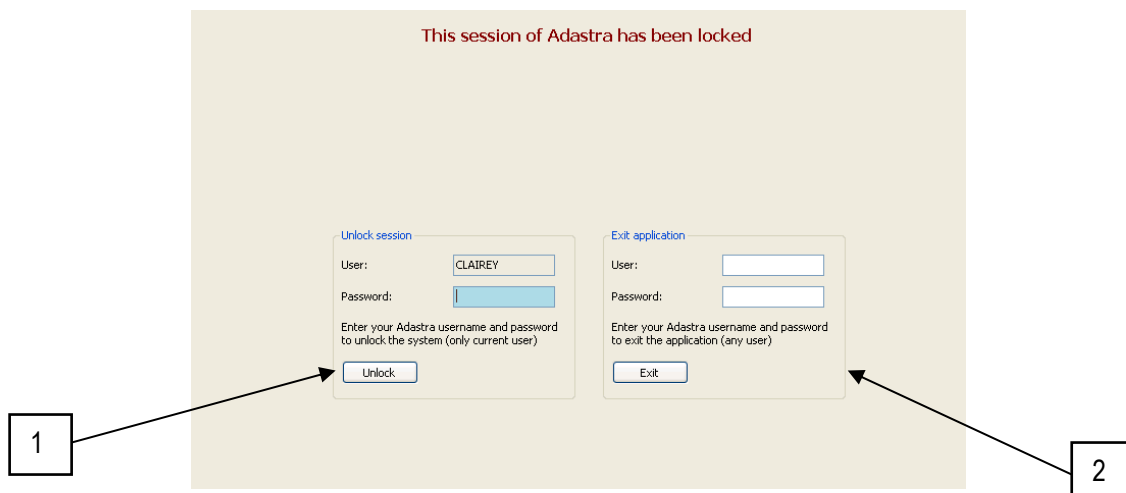 This session of Adastra has been locked
Unlock session
User: CLAIREY
Password:
Enter your Adastra username and password
to unlock the system (only current user)
Unlock
Exit application
User:
Password:
Enter your Adastra username and password
to exit the application (any user)
Exit
1
2